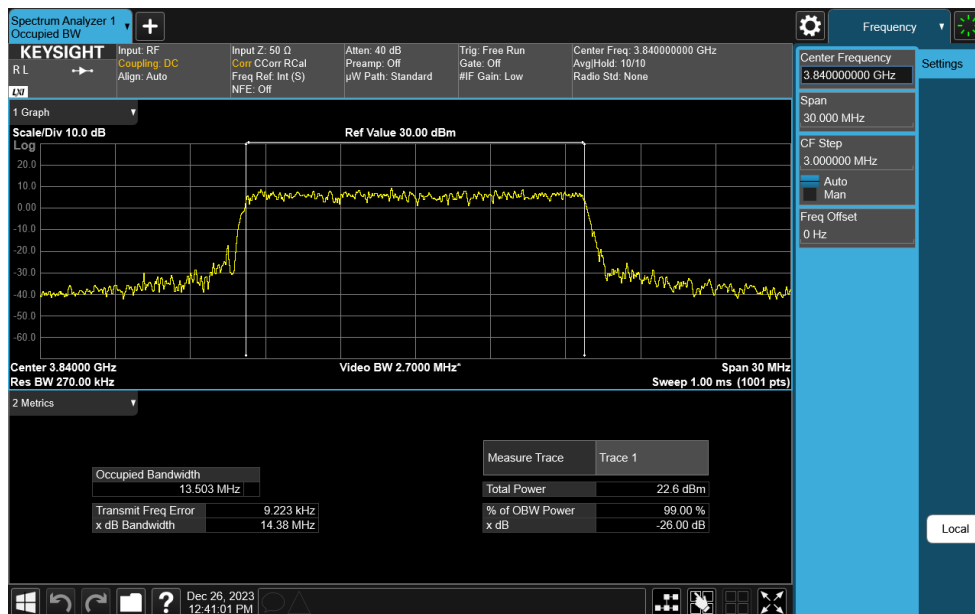 Spectrum Analyzer 1
Occupied BW
+
Frequency
KEYSIGHT
R L
LXI
Input: RF
Coupling: DC
Align: Auto
Input Z: 50 Ω
Corr CCorr RCal
Freq Ref: Int (S)
NFE: Off
Atten: 40 dB
Preamp: Off
µW Path: Standard
Trig: Free Run
Gate: Off
#IF Gain: Low
Center Freq: 3.840000000 GHz
Avg|Hold: 10/10
Radio Std: None
Center Frequency
3.840000000 GHz
Settings
Span
30.000 MHz
CF Step
3.000000 MHz
Auto
Man
Freq Offset
0 Hz
Local
1 Graph
Scale/Div 10.0 dB
Ref Value 30.00 dBm
Log
20.0
10.0
0.00
-10.0
-20.0
-30.0
-40.0
-50.0
-60.0
Center 3.84000 GHz
Video BW 2.7000 MHz*
Span 30 MHz
Res BW 270.00 kHz
Sweep 1.00 ms (1001 pts)
2 Metrics
Occupied Bandwidth
13.503 MHz
Transmit Freq Error 9.223 kHz
x dB Bandwidth 14.38 MHz
Measure Trace Trace 1
Total Power 22.6 dBm
% of OBW Power 99.00 %
x dB -26.00 dB
?
Dec 26, 2023
12:41:01 PM